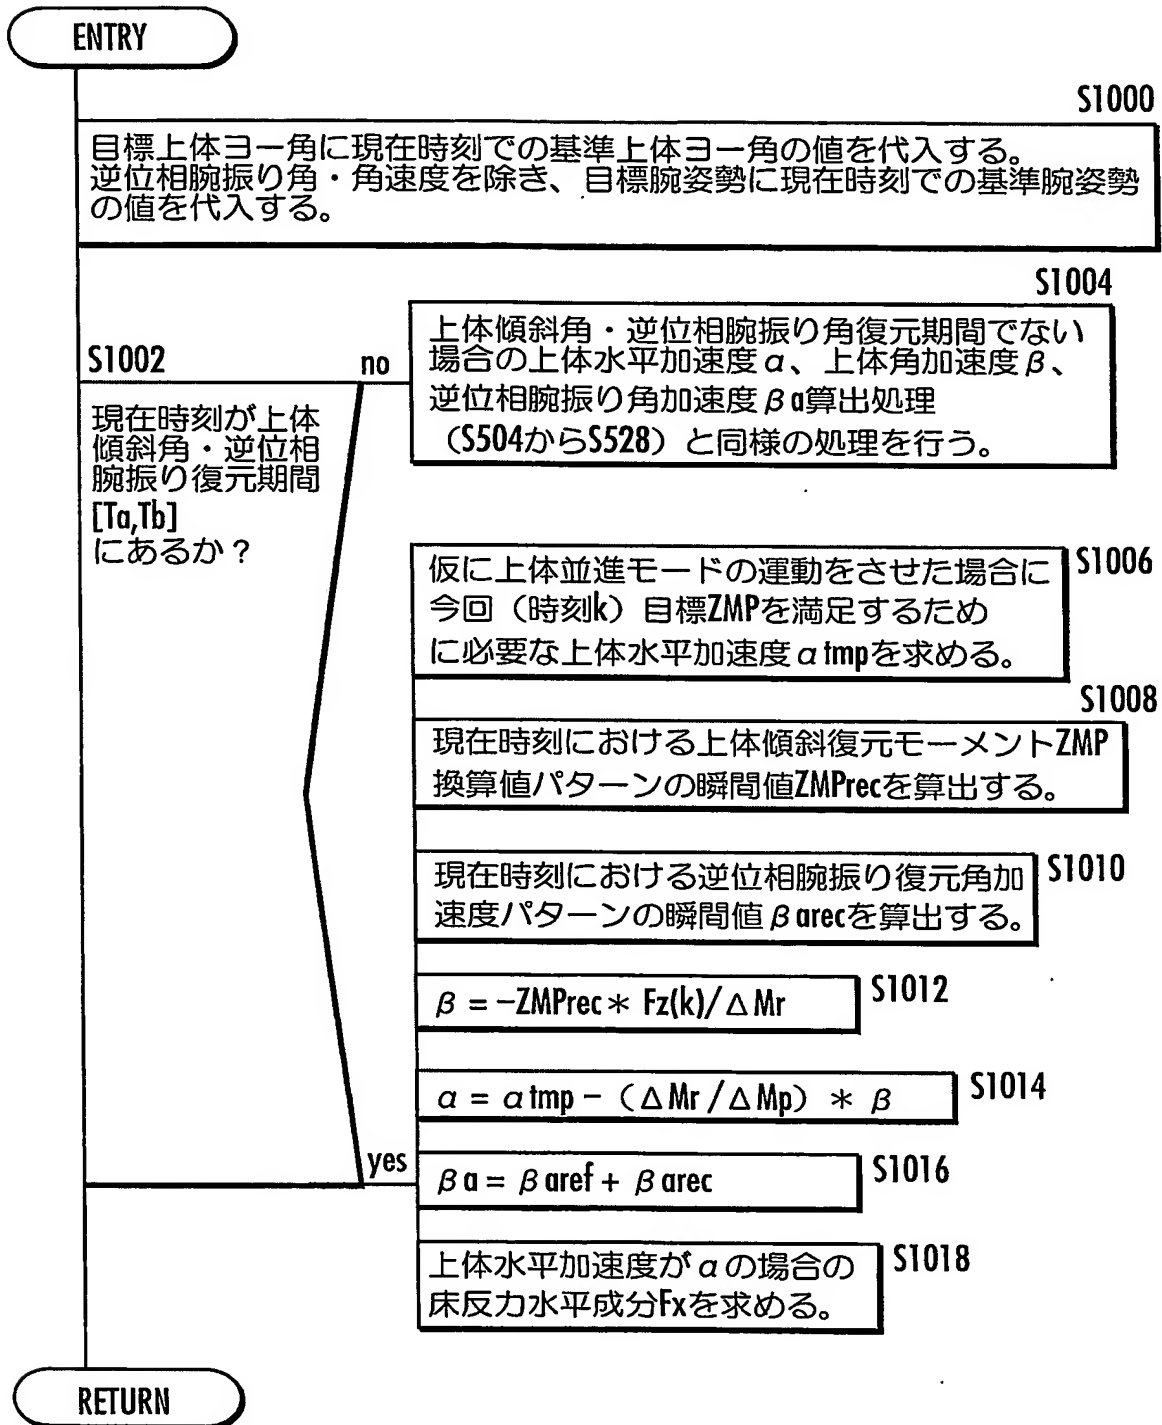 ENTRY
S1000
目標上体ヨー角に現在時刻での基準上体ヨー角の値を代入する。
逆位相腕振り角・角速度を除き、目標腕姿勢に現在時刻での基準腕姿勢
の値を代入する。
S1002
no
現在時刻が上体
傾斜角・逆位相
腕振り復元期間
[Ta,Tb]
にあるか？
S1004
上体傾斜角・逆位相腕振り角復元期間でない
場合の上体水平加速度α、上体角加速度β、
逆位相腕振り角加速度βa算出処理
（S504からS528）と同様の処理を行う。
S1006
仮に上体並進モードの運動をさせた場合に
今回（時刻k）目標ZMPを満足するため
に必要な上体水平加速度αtmpを求める。
S1008
現在時刻における上体傾斜復元モーメントZMP
換算値パターンの瞬間値ZMPrecを算出する。
S1010
現在時刻における逆位相腕振り復元角加
速度パターンの瞬間値βarecを算出する。
β = -ZMPrec＊ Fz(k)/△Mr
S1012
α = αtmp − （△Mr /△Mp）＊ β
S1014
yes
βa = βaref + βarec
S1016
上体水平加速度がαの場合の
床反力水平成分Fxを求める。
S1018
RETURN